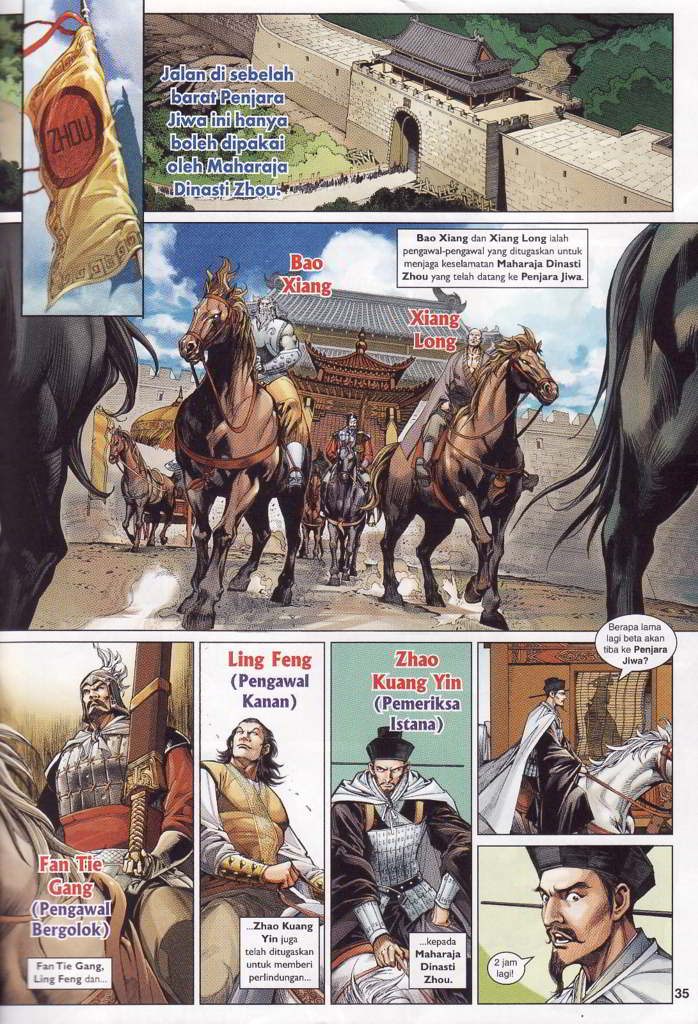 ZHOU
Jalan di sebelah
barat Penjara
Jiwa ini hanya
boleh dipakai
oleh Maharaja
Dinasti Zhou.
Bao Xiang dan Xiang Long ialah
pengawal-pengawal yang ditugaskan untuk
menjaga keselamatan Maharaja Dinasti
Zhou yang telah datang ke Penjara Jiwa.
Bao
Xiang
Xiang
Long
Fan Tie
Gang
(Pengawal
Bergolok)
Fan Tie Gang,
Ling Feng dan...
Ling Feng
(Pengawal
Kanan)
...Zhao Kuang
Yin juga
telah ditugaskan
untuk memberi
perlindungan...
Zhao
Kuang Yin
(Pemeriksa
Istana)
...kepada
Maharaja
Dinasti
Zhou.
Berapa lama
lagi beta akan
tiba ke Penjara
Jiwa?
2 jam
lagi!
35